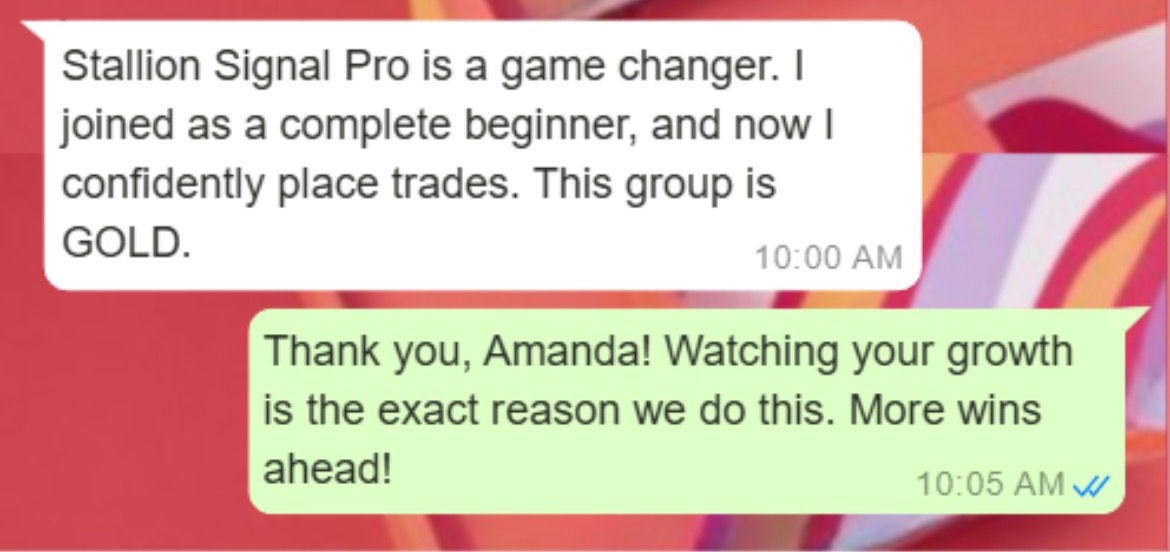 Stallion Signal Pro is a game changer. I
joined as a complete beginner, and now I
confidently place trades. This group is
GOLD.
10:00 AM
Thank you, Amanda! Watching your growth
is the exact reason we do this. More wins
ahead!
10:05 AM